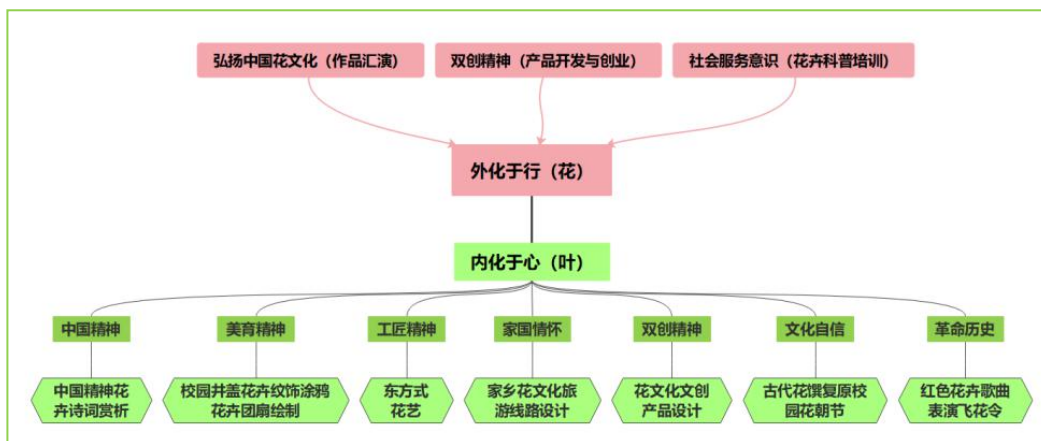 弘扬中国花文化（作品汇演）
双创精神（产品开发与创业）
社会服务意识（花卉科普培训）
外化于行（花）
内化于心（叶）
中国精神
美育精神
工匠精神
家国情怀
双创精神
文化自信
革命历史
中国精神花
卉诗词赏析
校园井盖花卉纹饰涂鸦
花卉团扇绘制
东方式
花艺
家乡花文化旅
游线路设计
花文化文创
产品设计
古代花馔复原校
园花朝节
红色花卉歌曲
表演飞花令